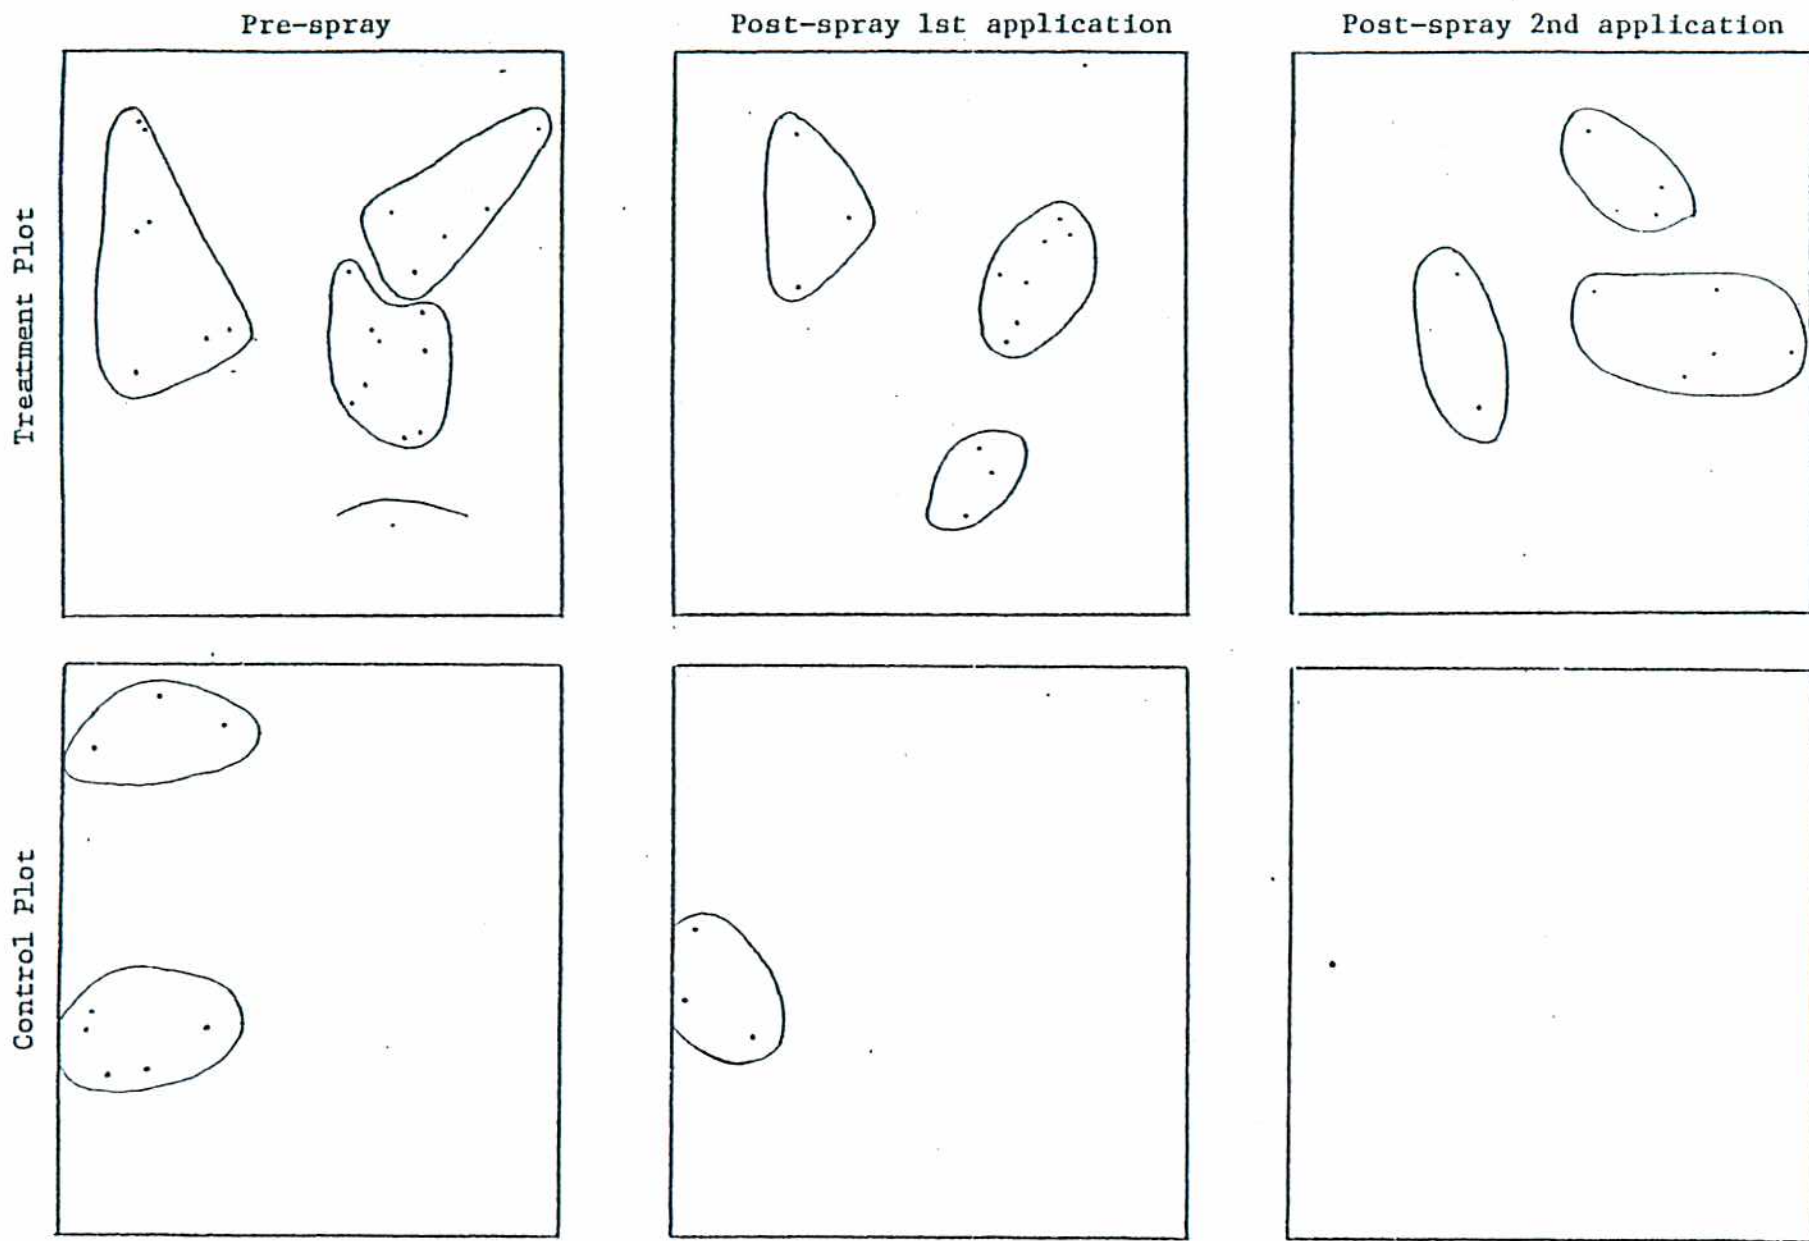 Pre-spray
Post-spray 1st application
Post-spray 2nd application
Treatment Plot
Control Plot